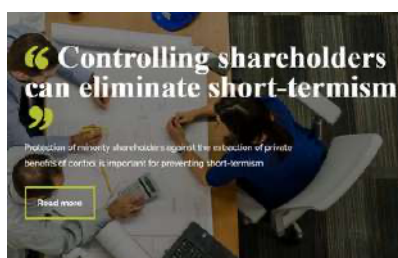 “ Controlling shareholders
can eliminate short-termism
”
Protection of minority shareholders against the extraction of private
benefits of control is important for preventing short-termism
Read more